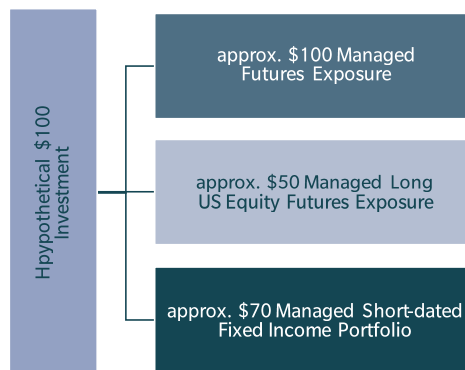 Hpypothetical $100
Investment
approx. $100 Managed
Futures Exposure
approx. $50 Managed Long
US Equity Futures Exposure
approx. $70 Managed Short-dated
Fixed Income Portfolio